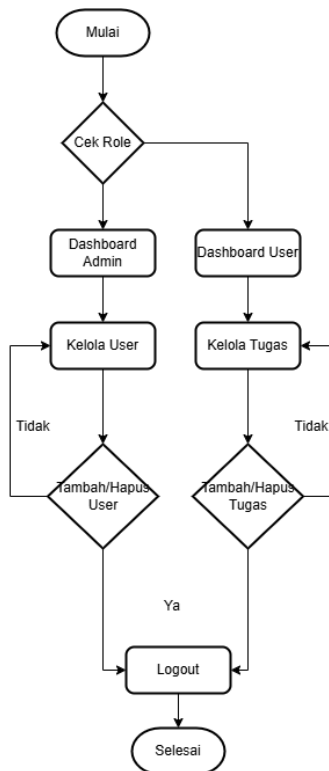 Mulai
Cek Role
Dashboard
Admin
Dashboard User
Kelola User
Kelola Tugas
Tidak
Tidak
Tambah/Hapus
User
Tambah/Hapus
Tugas
Ya
Logout
Selesai